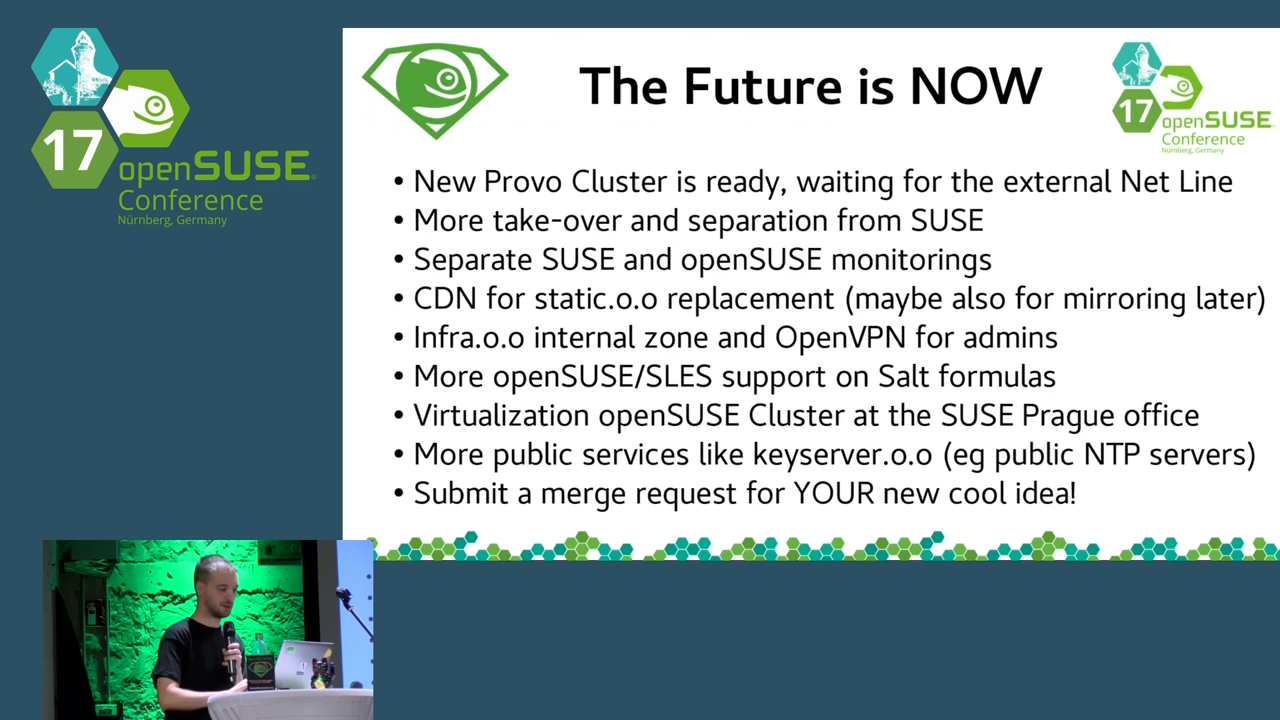 17
openSUSE
Conference
Nürnberg, Germany
The Future is NOW
17
openSUSE
Conference
Nürnberg, Germany
• New Provo Cluster is ready, waiting for the external Net Line
• More take-over and separation from SUSE
• Separate SUSE and openSUSE monitorings
• CDN for static.o.o replacement (maybe also for mirroring later)
• Infra.o.o internal zone and OpenVPN for admins
• More openSUSE/SLES support on Salt formulas
• Virtualization openSUSE Cluster at the SUSE Prague office
• More public services like keyserver.o.o (eg public NTP servers)
• Submit a merge request for YOUR new cool idea!